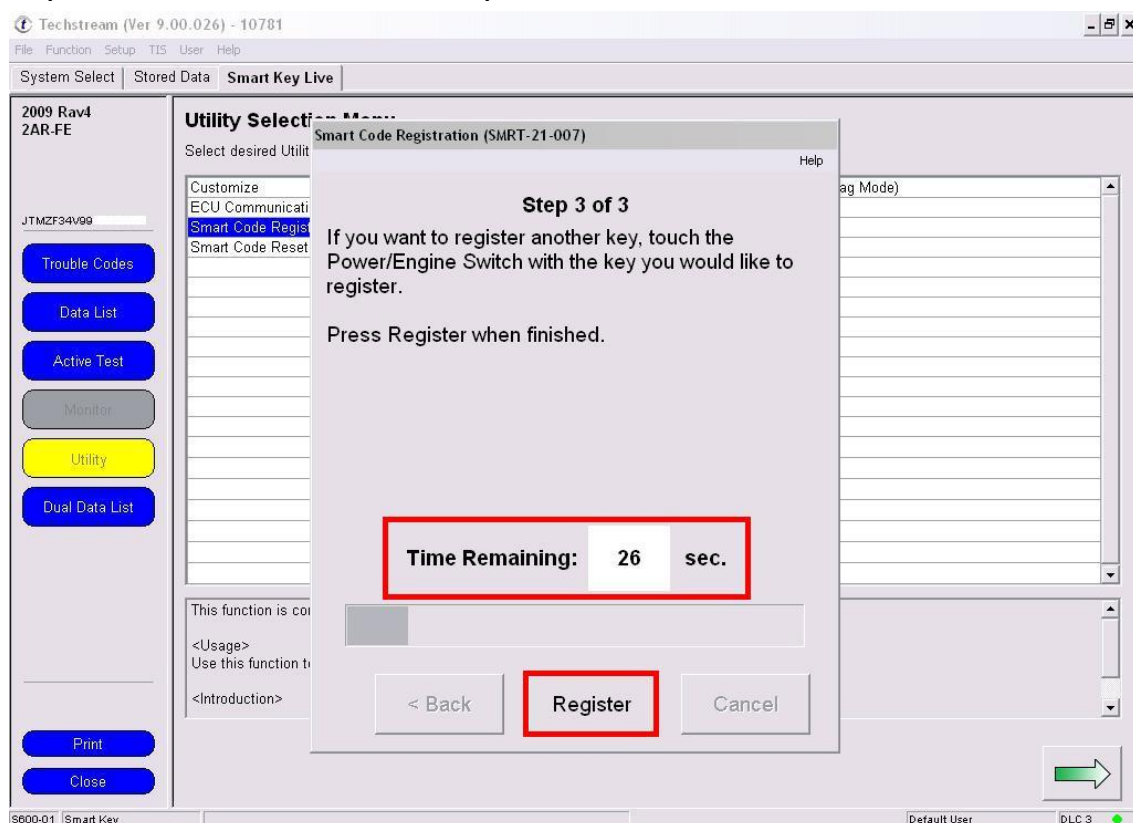 Techstream (Ver 9.00.026) - 10781
File Function Setup TIS User Help
System Select Stored Data Smart Key Live
2009 Rav4
2AR-FE
JTMZF34V99
Trouble Codes
Data List
Active Test
Monitor
Utility
Dual Data List
Print
Close
Utility Selection Menu
Select desired Utilit
Customize
ag Mode)
ECU Communicati
Smart Code Regist
Smart Code Reset
Smart Code Registration (SMRT-21-007)
Help
Step 3 of 3
If you want to register another key, touch the
Power/Engine Switch with the key you would like to
register.
Press Register when finished.
Time Remaining: 26 sec.
< Back Register Cancel
This function is co
<Usage>
Use this function t
<Introduction>
S600-01 Smart Key Default User DLC 3